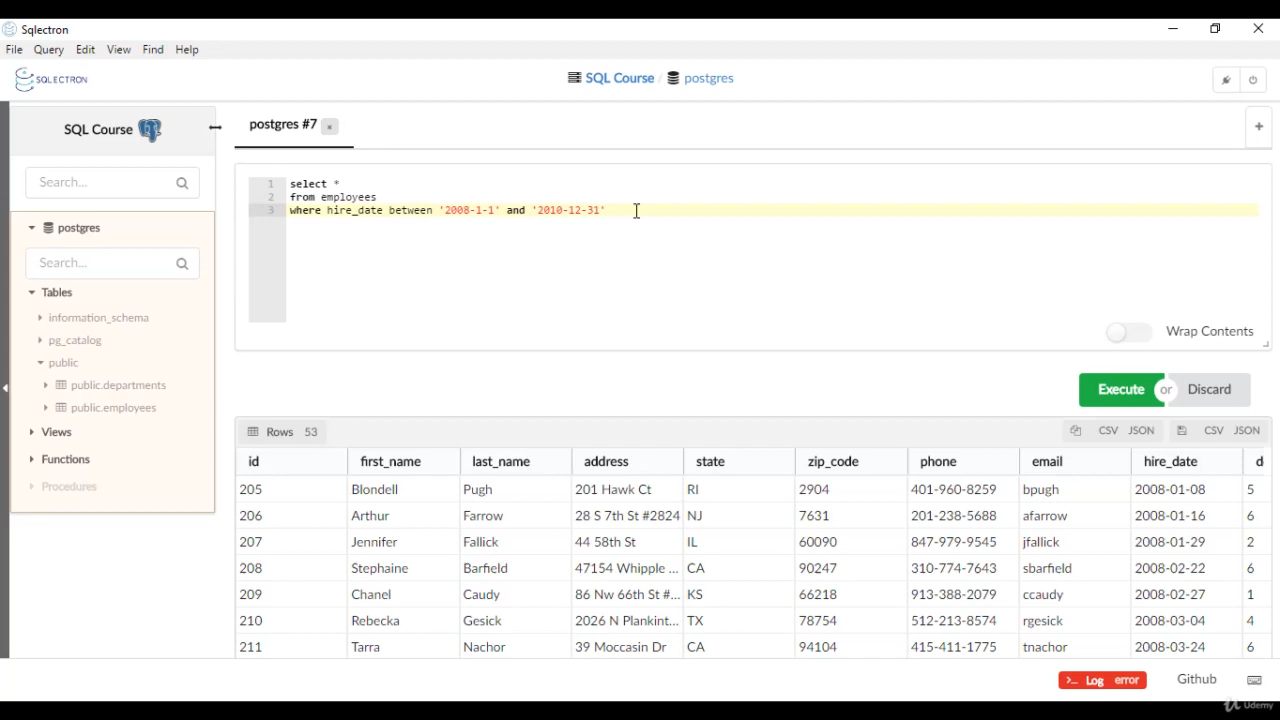 Sqlectron
File Query Edit View Find Help
SQLECTRON
SQL Course / postgres
SQL Course
postgres #7 ×
+
Search...
1 select *
2 from employees
3 where hire_date between '2008-1-1' and '2010-12-31'
postgres
Search...
Tables
information_schema
pg_catalog
public
public.departments
public.employees
Views
Functions
Procedures
Wrap Contents
Execute or Discard
Rows 53 CSV JSON CSV JSON
id first_name last_name address state zip_code phone email hire_date d
205 Blondell Pugh 201 Hawk Ct RI 2904 401-960-8259 bpugh 2008-01-08 5
206 Arthur Farrow 28 S 7th St #2824 NJ 7631 201-238-5688 afarrow 2008-01-16 6
207 Jennifer Fallick 44 58th St IL 60090 847-979-9545 jfallick 2008-01-29 2
208 Stephaine Barfield 47154 Whipple ... CA 90247 310-774-7643 sbarfield 2008-02-22 6
209 Chanel Caudy 86 Nw 66th St #... KS 66218 913-388-2079 ccaudy 2008-02-27 1
210 Rebecka Gesick 2026 N Plankint... TX 78754 512-213-8574 rgesick 2008-03-04 4
211 Tarra Nachor 39 Moccasin Dr CA 94104 415-411-1775 tnachor 2008-03-24 6
>_ Log error Github
Udemy